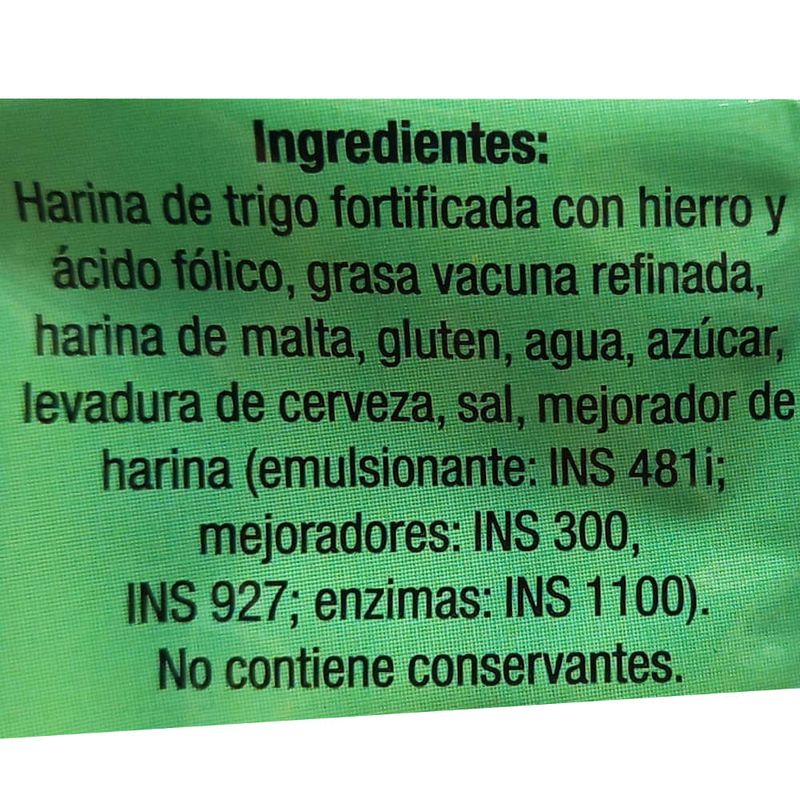 Ingredientes:
Harina de trigo fortificada con hierro y
ácido fólico, grasa vacuna refinada,
harina de malta, gluten, agua, azúcar,
levadura de cerveza, sal, mejorador de
harina (emulsionante: INS 481i;
mejoradores: INS 300,
INS 927; enzimas: INS 1100).
No contiene conservantes.